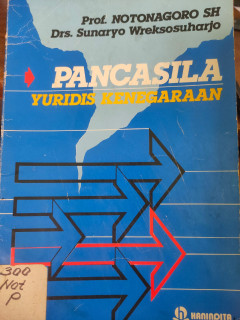 Prof. NOTONAGORO SH
Drs. Sunaryo Wreksosuharjo
PANCASILA
YURIDIS KENEGARAAN
300
Not
P
HANINDITA